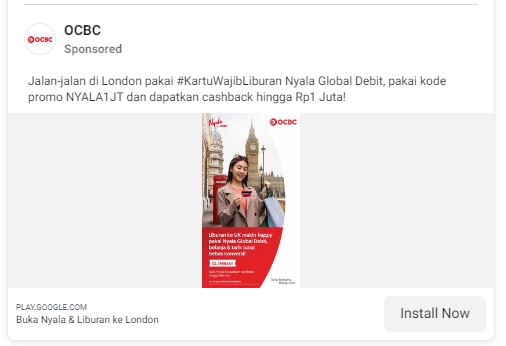 OCBC
OCBC
Sponsored
Jalan-jalan di London pakai #KartuWajibLiburan Nyala Global Debit, pakai kode
promo NYALA1JT dan dapatkan cashback hingga Rp1 Juta!
Nyala
OCBC
Liburan ke UK makin happy
pakai Nyala Global Debit,
belanja & tarik tunai
bebas konversi!
PLAY.GOOGLE.COM
Buka Nyala & Liburan ke London
Install Now